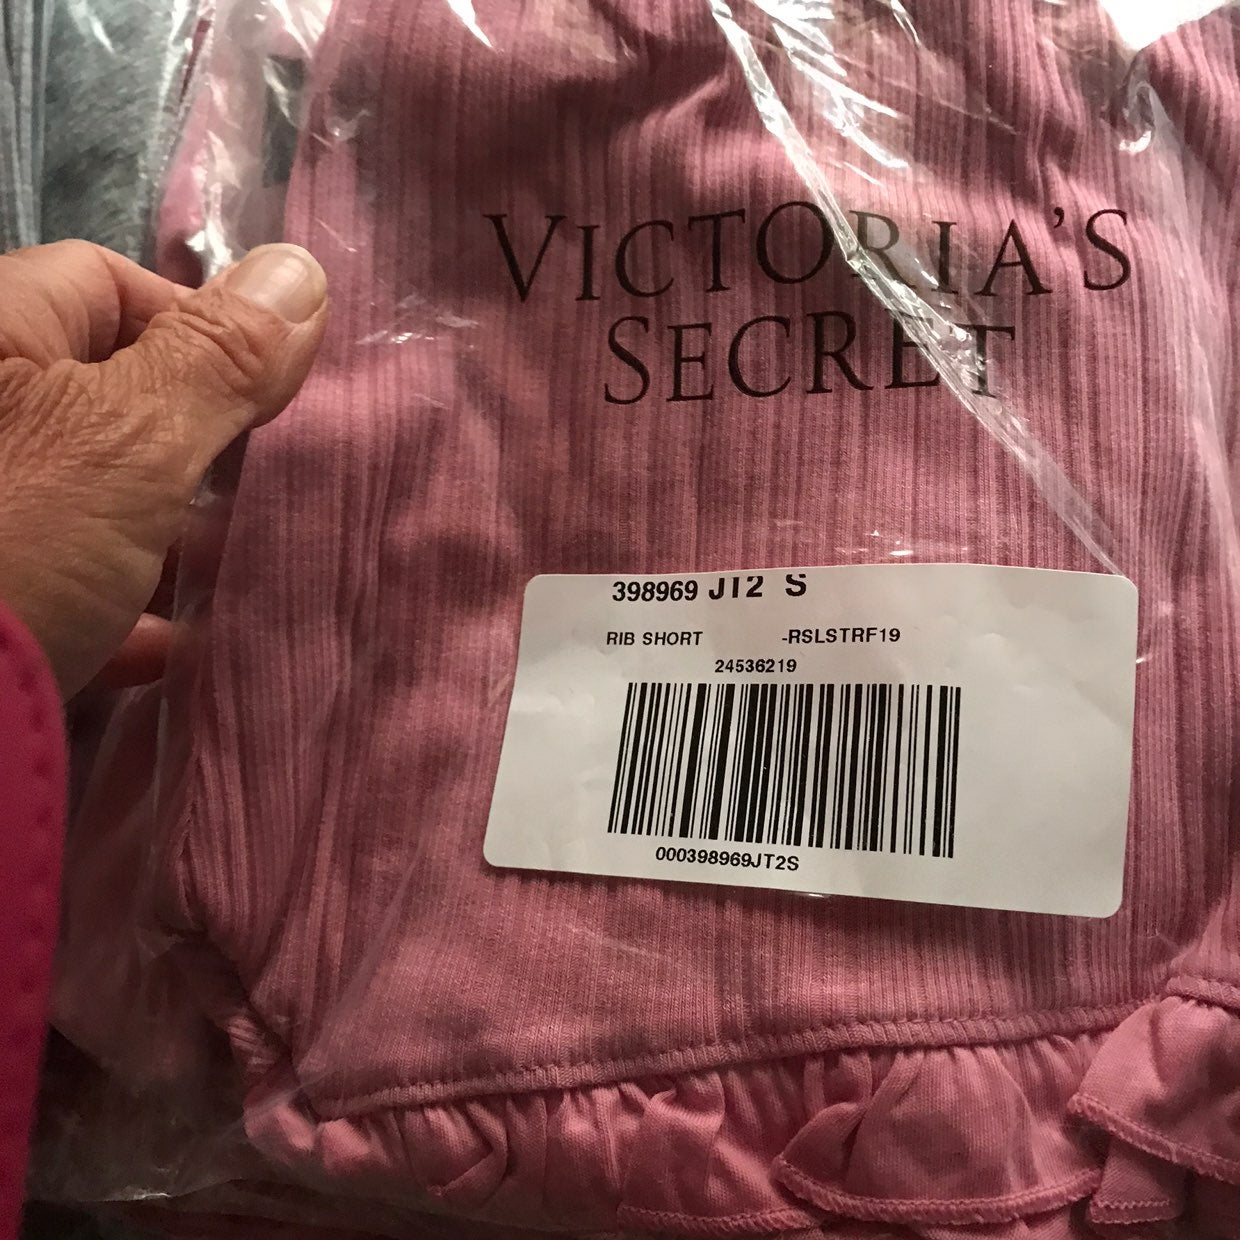 VICTORIA'S
SECRET
398969 JT2 S
RIB SHORT -RSLSTRF19
24536219
000398969JT2S